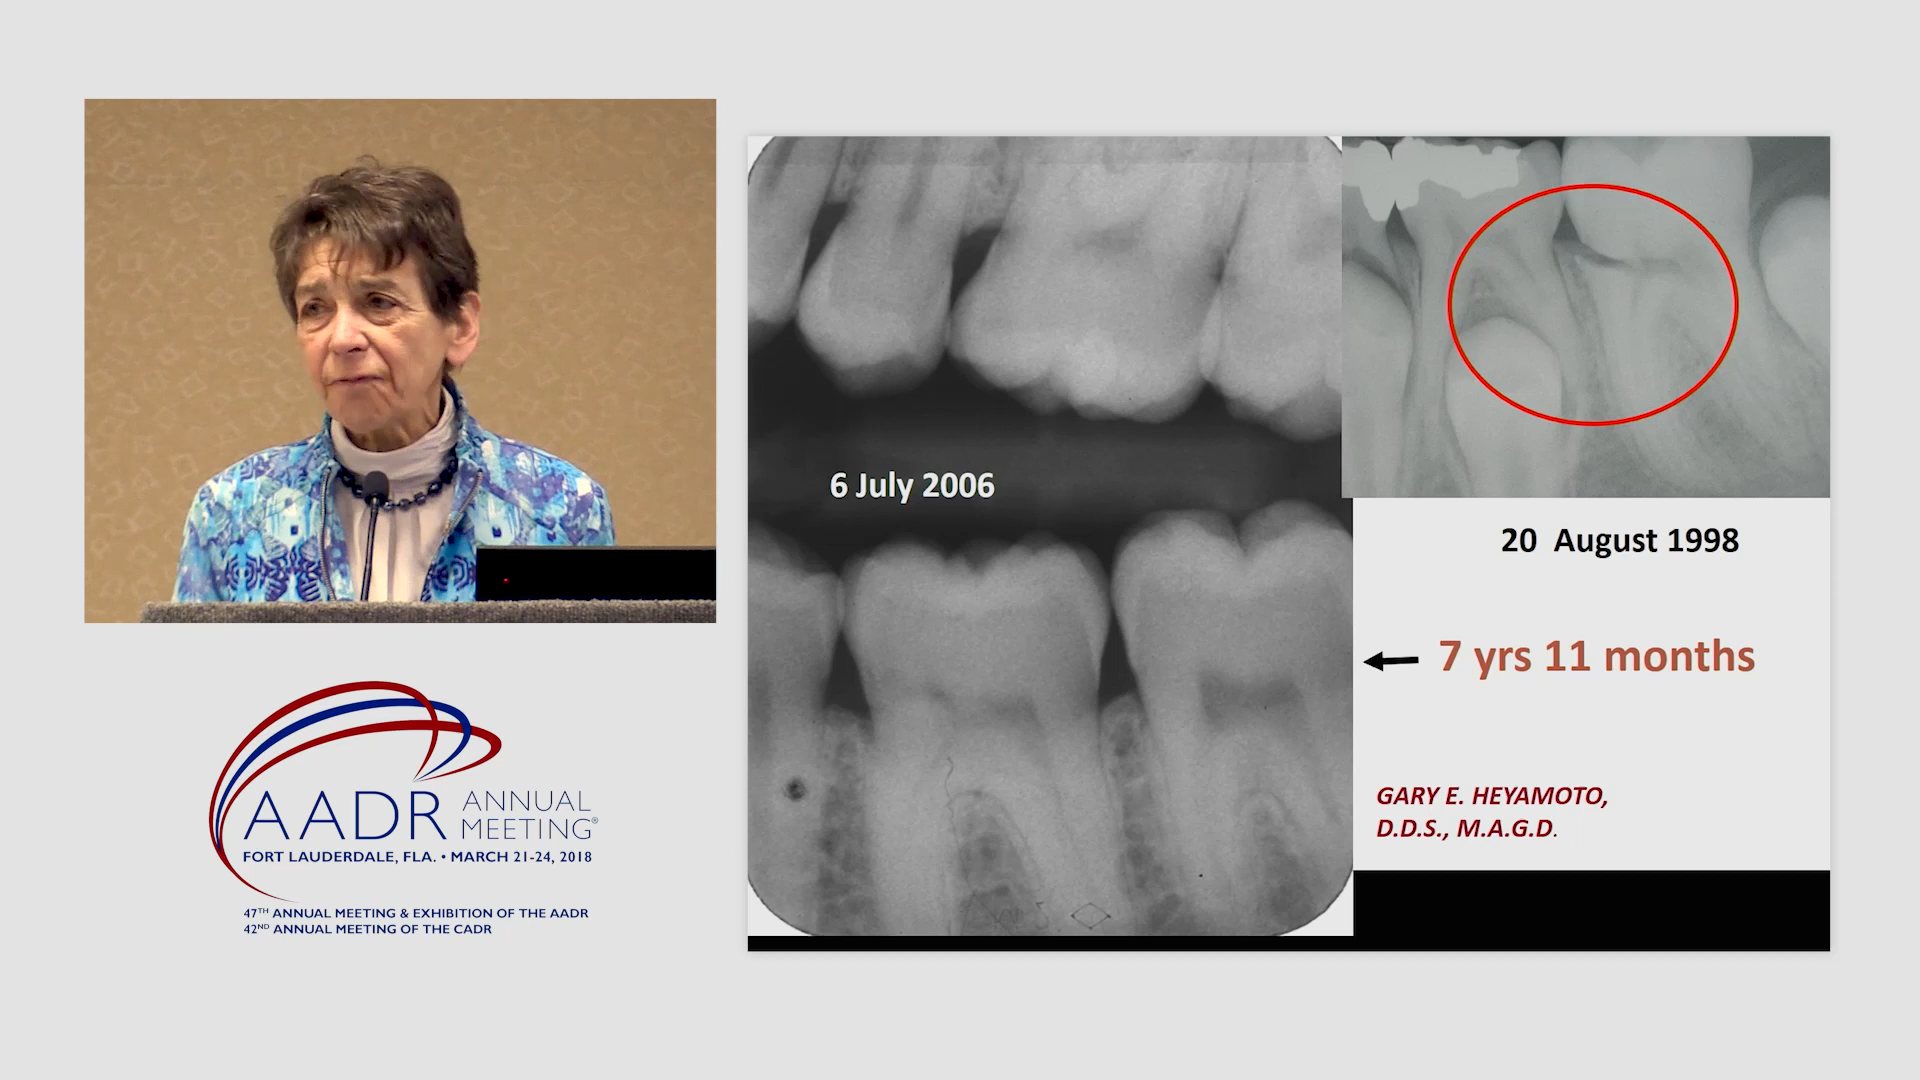 6 July 2006
20 August 1998
7 yrs 11 months
GARY E. HEYAMOTO,
D.D.S., M.A.G.D.
AADR ANNUAL
MEETING®
FORT LAUDERDALE, FLA. • MARCH 21-24, 2018
47TH ANNUAL MEETING & EXHIBITION OF THE AADR
42ND ANNUAL MEETING OF THE CADR